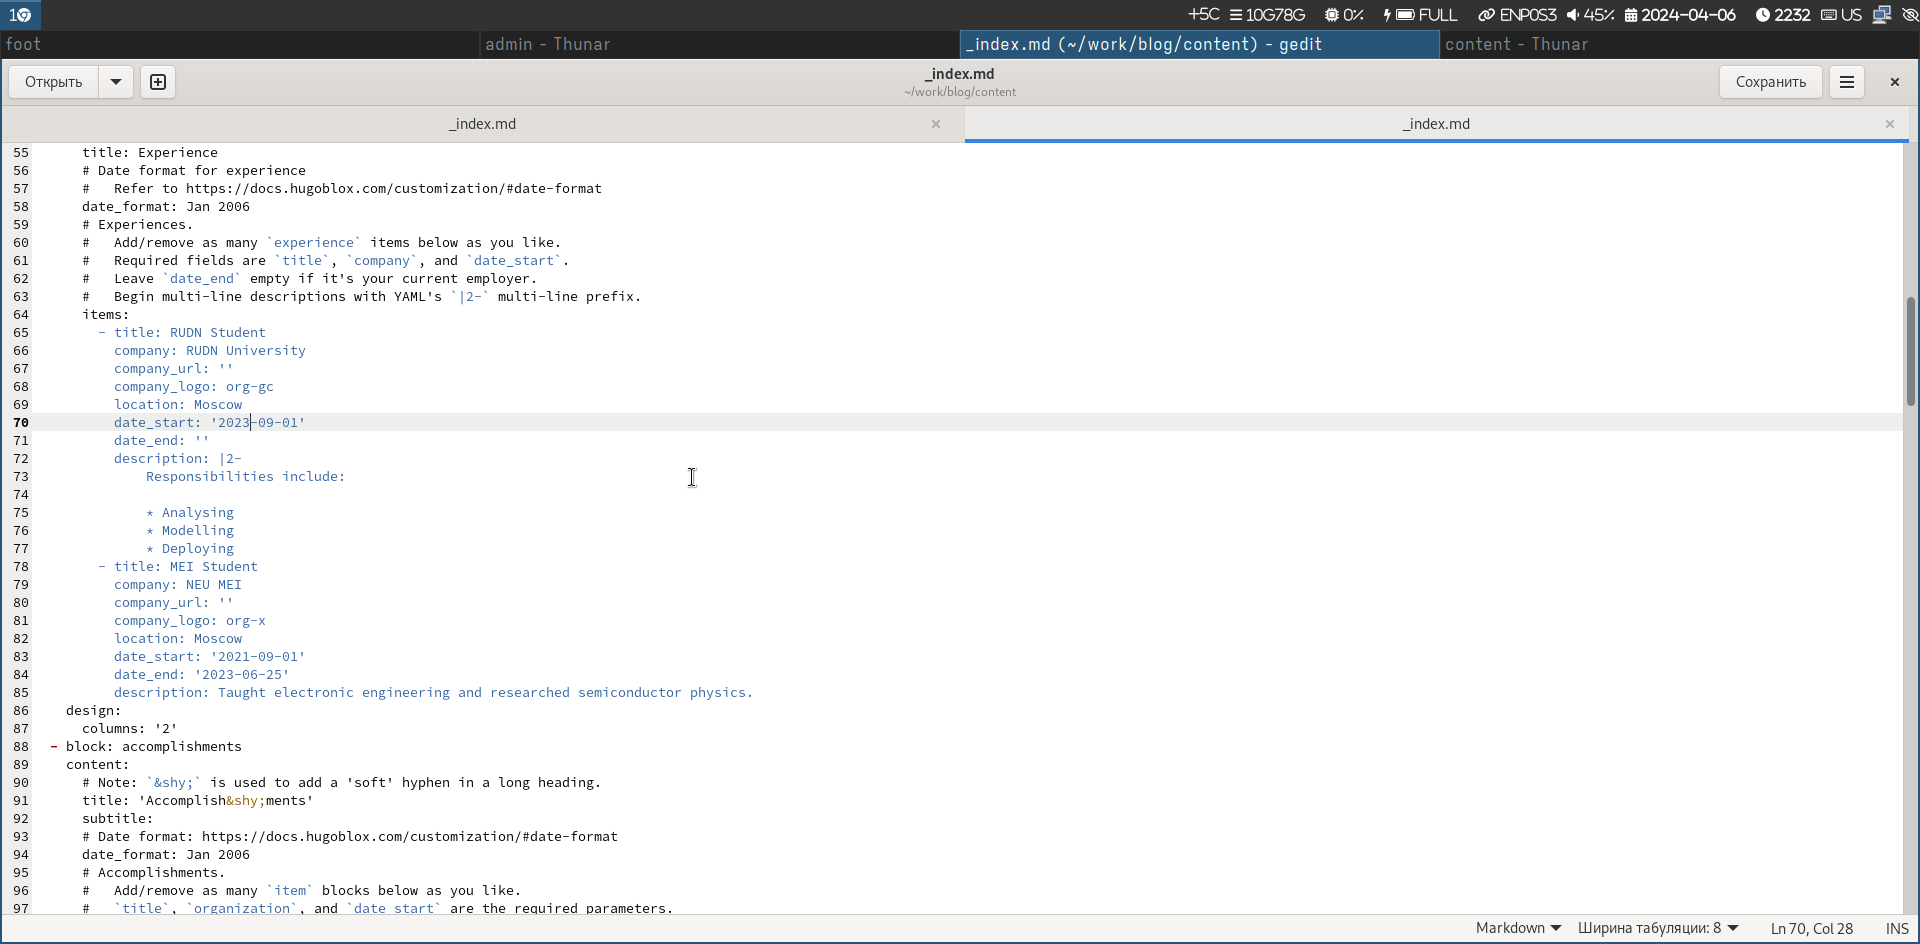 1
+5C 10G78G 0% FULL ENP0S3 45% 2024-04-06 2232 US
foot admin - Thunar _index.md (~/work/blog/content) - gedit content - Thunar
Открыть _index.md Сохранить
~/work/blog/content
_index.md _index.md
55 title: Experience
56 # Date format for experience
57 #   Refer to https://docs.hugoblox.com/customization/#date-format
58 date_format: Jan 2006
59 # Experiences.
60 #   Add/remove as many `experience` items below as you like.
61 #   Required fields are `title`, `company`, and `date_start`.
62 #   Leave `date_end` empty if it's your current employer.
63 #   Begin multi-line descriptions with YAML's `|2-` multi-line prefix.
64 items:
65 - title: RUDN Student
66 company: RUDN University
67 company_url: ''
68 company_logo: org-gc
69 location: Moscow
70 date_start: '2023-09-01'
71 date_end: ''
72 description: |2-
73 Responsibilities include:
74
75 * Analysing
76 * Modelling
77 * Deploying
78 - title: MEI Student
79 company: NEU MEI
80 company_url: ''
81 company_logo: org-x
82 location: Moscow
83 date_start: '2021-09-01'
84 date_end: '2023-06-25'
85 description: Taught electronic engineering and researched semiconductor physics.
86 design:
87 columns: '2'
88 - block: accomplishments
89 content:
90 # Note: `&shy;` is used to add a 'soft' hyphen in a long heading.
91 title: 'Accomplish&shy;ments'
92 subtitle:
93 # Date format: https://docs.hugoblox.com/customization/#date-format
94 date_format: Jan 2006
95 # Accomplishments.
96 #   Add/remove as many `item` blocks below as you like.
97 #   `title`, `organization`, and `date_start` are the required parameters.
Markdown Ширина табуляции: 8 Ln 70, Col 28 INS